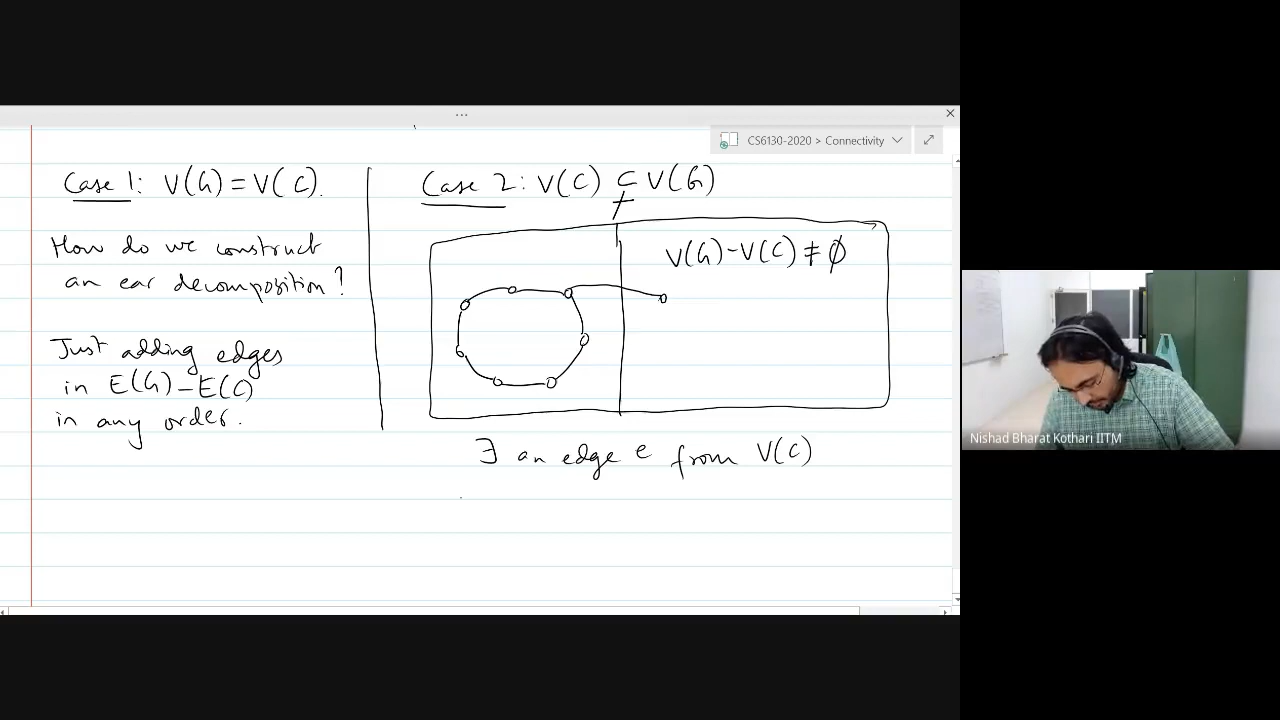 CS6130-2020 > Connectivity
Case 1: V(G) = V(C).
How do we construct
an ear decomposition?
Just adding edges
in E(G) - E(C)
in any order.
Case 2: V(C) ⊊ V(G)
V(G) - V(C) ≠ ∅
∃ an edge e from V(C)
Nishad Bharat Kothari IITM